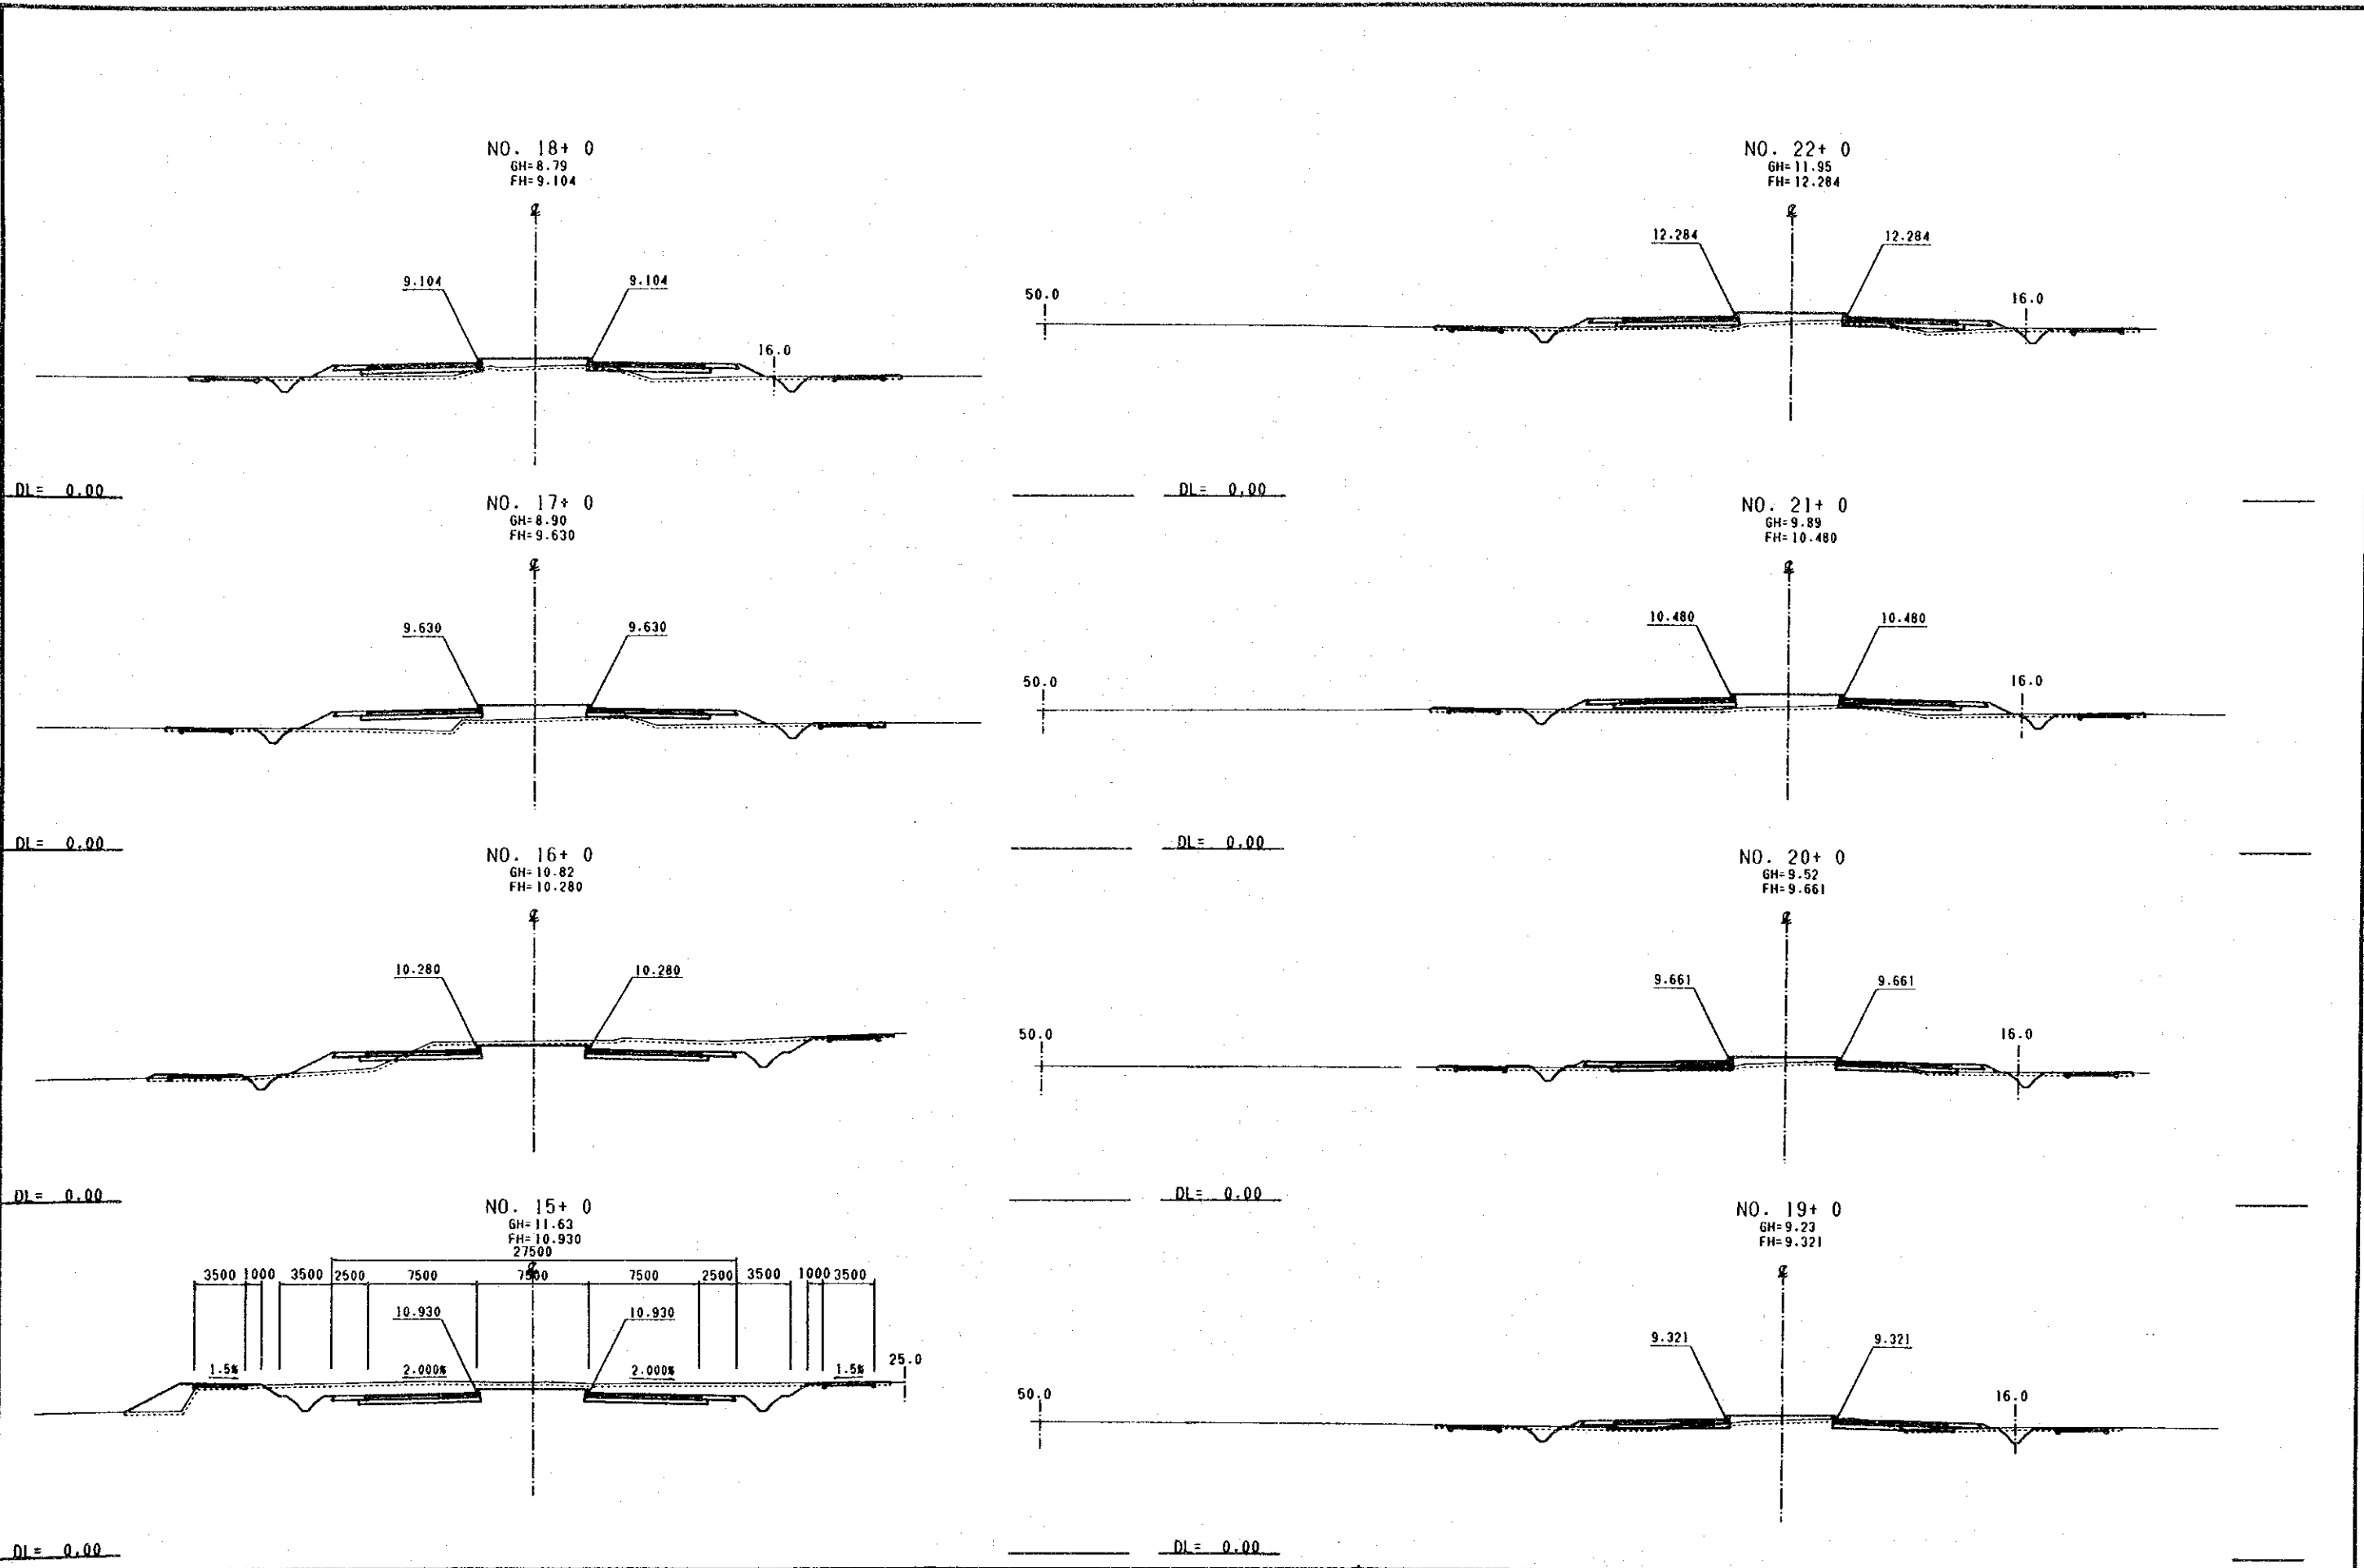 NO. 18+ 0
GH=8.79
FH=9.104
9.104
9.104
16.0
DL= 0.00
NO. 17+ 0
GH=8.90
FH=9.630
9.630
9.630
DL= 0.00
NO. 16+ 0
GH=10.82
FH=10.280
10.280
10.280
DL= 0.00
NO. 15+ 0
GH=11.63
FH=10.930
27500
3500 1000 3500 2500 7500 7500 7500 2500 3500 1000 3500
10.930
10.930
1.5%
2.000%
2.000%
1.5%
25.0
DL= 0.00
NO. 22+ 0
GH=11.95
FH=12.284
12.284
12.284
50.0
16.0
DL= 0.00
NO. 21+ 0
GH=9.89
FH=10.480
10.480
10.480
50.0
16.0
DL= 0.00
NO. 20+ 0
GH=9.52
FH=9.661
9.661
9.661
50.0
16.0
DL= 0.00
NO. 19+ 0
GH=9.23
FH=9.321
9.321
9.321
50.0
16.0
DL= 0.00